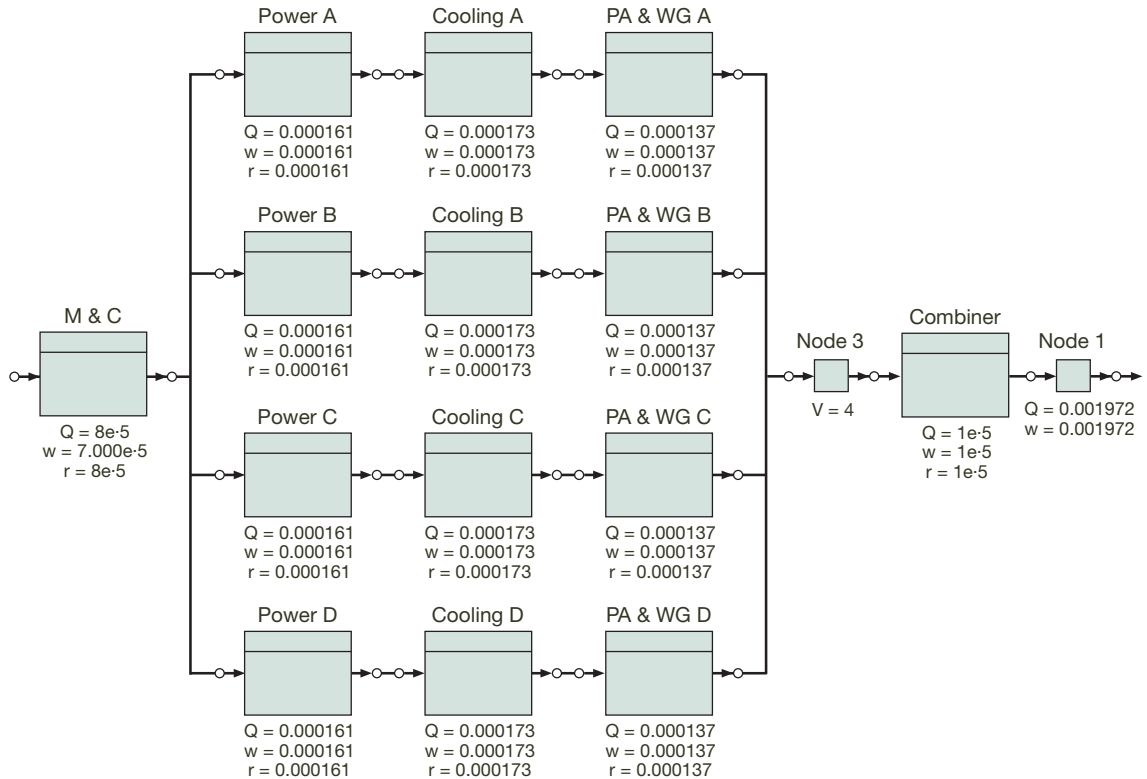 Power A
Cooling A
PA & WG A
Q = 0.000161
w = 0.000161
r = 0.000161
Q = 0.000173
w = 0.000173
r = 0.000173
Q = 0.000137
w = 0.000137
r = 0.000137
Power B
Cooling B
PA & WG B
Q = 0.000161
w = 0.000161
r = 0.000161
Q = 0.000173
w = 0.000173
r = 0.000173
Q = 0.000137
w = 0.000137
r = 0.000137
M & C
Q = 8e-5
w = 7.000e-5
r = 8e-5
Node 3
V = 4
Combiner
Q = 1e-5
w = 1e-5
r = 1e-5
Node 1
Q = 0.001972
w = 0.001972
Power C
Cooling C
PA & WG C
Q = 0.000161
w = 0.000161
r = 0.000161
Q = 0.000173
w = 0.000173
r = 0.000173
Q = 0.000137
w = 0.000137
r = 0.000137
Power D
Cooling D
PA & WG D
Q = 0.000161
w = 0.000161
r = 0.000161
Q = 0.000173
w = 0.000173
r = 0.000173
Q = 0.000137
w = 0.000137
r = 0.000137